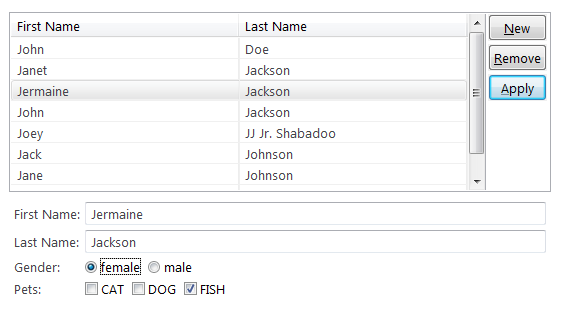 First Name Last Name New
John Doe
Janet Jackson Remove
Jermaine Jackson Apply
John Jackson
Joey JJ Jr. Shabadoo
Jack Johnson
Jane Johnson
First Name: Jermaine
Last Name: Jackson
Gender: female male
Pets: CAT DOG FISH